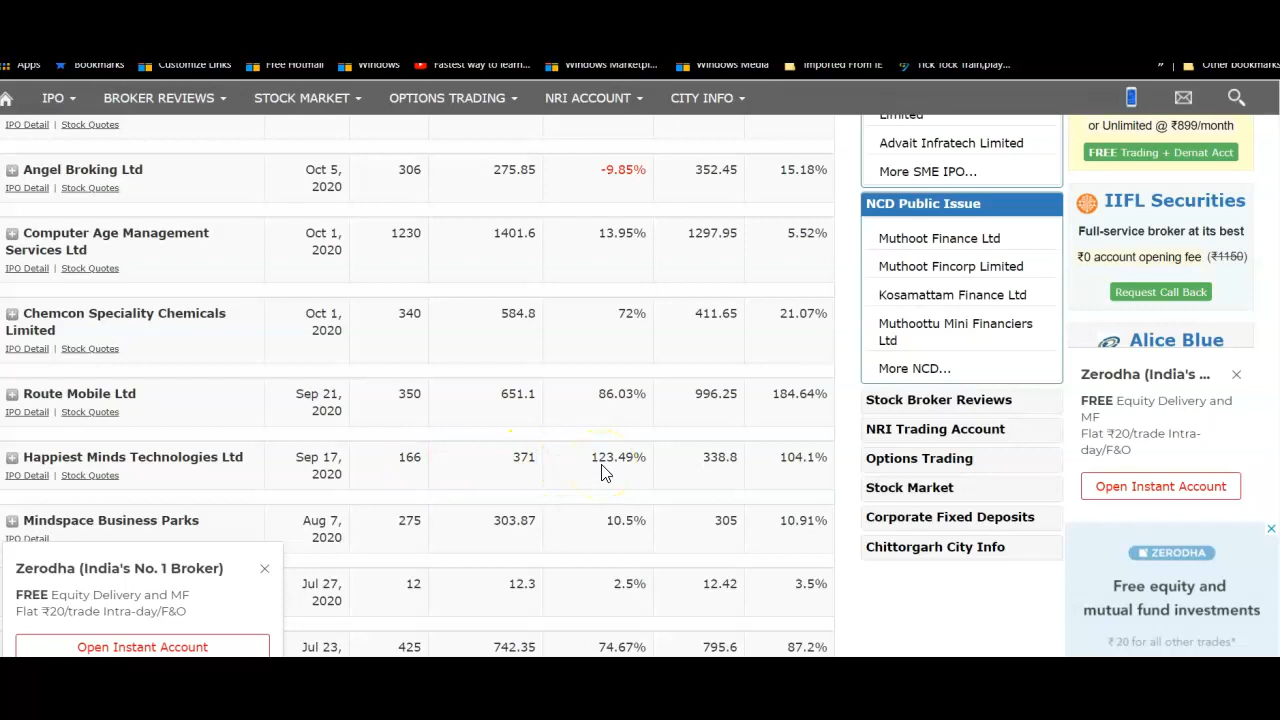 Apps Bookmarks Customize Links Free Hotmail Windows Fastest way to learn... Windows Marketpl... Windows Media Imported From IE Tick Tock Train,play... » Other bookmarks
IPO BROKER REVIEWS STOCK MARKET OPTIONS TRADING NRI ACCOUNT CITY INFO
IPO Detail | Stock Quotes
Angel Broking Ltd Oct 5, 306 275.85 -9.85% 352.45 15.18%
IPO Detail | Stock Quotes 2020
Computer Age Management Oct 1, 1230 1401.6 13.95% 1297.95 5.52%
Services Ltd 2020
IPO Detail | Stock Quotes
Chemcon Speciality Chemicals Oct 1, 340 584.8 72% 411.65 21.07%
Limited 2020
IPO Detail | Stock Quotes
Route Mobile Ltd Sep 21, 350 651.1 86.03% 996.25 184.64%
IPO Detail | Stock Quotes 2020
Happiest Minds Technologies Ltd Sep 17, 166 371 123.49% 338.8 104.1%
IPO Detail | Stock Quotes 2020
Mindspace Business Parks Aug 7, 275 303.87 10.5% 305 10.91%
IPO Detail 2020
Jul 27, 12 12.3 2.5% 12.42 3.5%
2020
Jul 23, 425 742.35 74.67% 795.6 87.2%
Zerodha (India's No. 1 Broker)
FREE Equity Delivery and MF
Flat ₹20/trade Intra-day/F&O
Open Instant Account
Limited
Advait Infratech Limited
More SME IPO...
NCD Public Issue
Muthoot Finance Ltd
Muthoot Fincorp Limited
Kosamattam Finance Ltd
Muthoottu Mini Financiers
Ltd
More NCD...
Stock Broker Reviews
NRI Trading Account
Options Trading
Stock Market
Corporate Fixed Deposits
Chittorgarh City Info
or Unlimited @ ₹899/month
FREE Trading + Demat Acct
IIFL Securities
Full-service broker at its best
₹0 account opening fee (₹1150)
Request Call Back
Alice Blue
Zerodha (India's ...
FREE Equity Delivery and
MF
Flat ₹20/trade Intra-
day/F&O
Open Instant Account
ZERODHA
Free equity and
mutual fund investments
₹ 20 for all other trades*